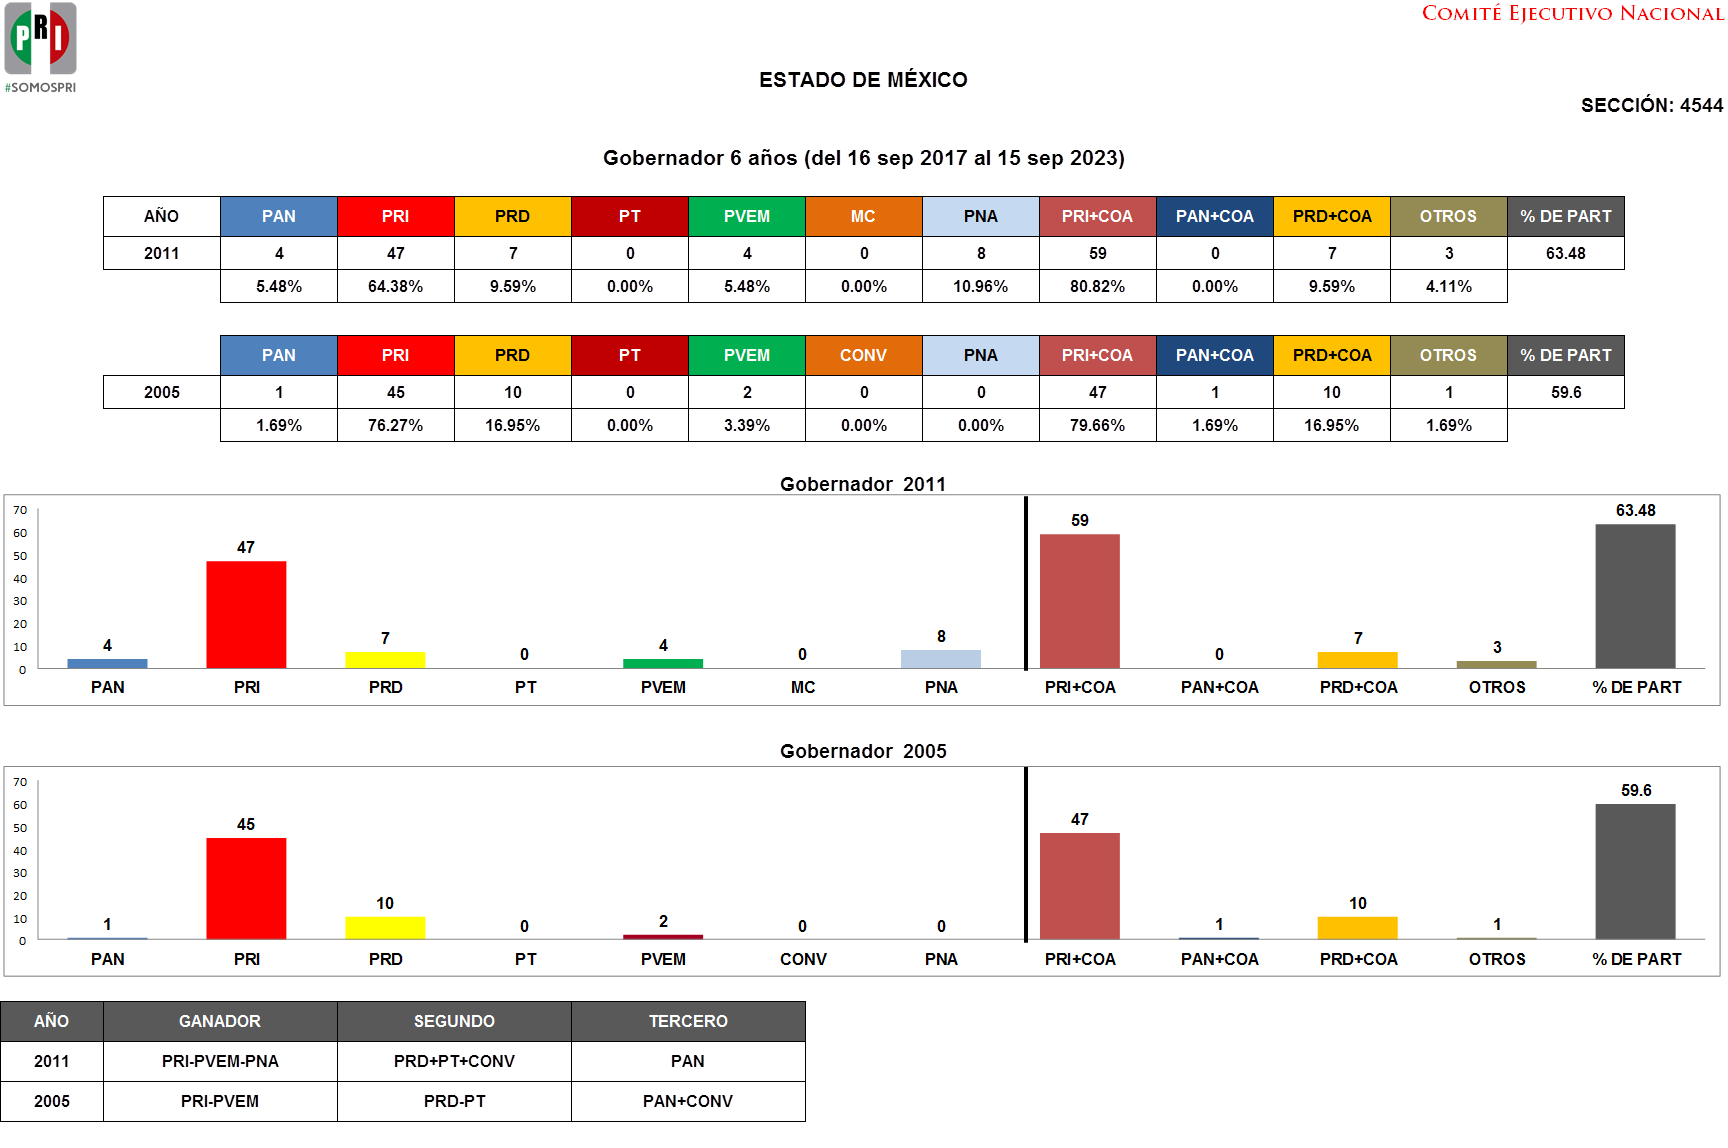 PRI
#SOMOSPRI
COMITÉ EJECUTIVO NACIONAL
ESTADO DE MÉXICO
SECCIÓN: 4544
Gobernador 6 años (del 16 sep 2017 al 15 sep 2023)
AÑO PAN PRI PRD PT PVEM MC PNA PRI+COA PAN+COA PRD+COA OTROS % DE PART
2011 4 47 7 0 4 0 8 59 0 7 3 63.48
5.48% 64.38% 9.59% 0.00% 5.48% 0.00% 10.96% 80.82% 0.00% 9.59% 4.11%
PAN PRI PRD PT PVEM CONV PNA PRI+COA PAN+COA PRD+COA OTROS % DE PART
2005 1 45 10 0 2 0 0 47 1 10 1 59.6
1.69% 76.27% 16.95% 0.00% 3.39% 0.00% 0.00% 79.66% 1.69% 16.95% 1.69%
Gobernador 2011
70
60
50
40
30
20
10
0
4 47 7 0 4 0 8 59 0 7 3 63.48
PAN PRI PRD PT PVEM MC PNA PRI+COA PAN+COA PRD+COA OTROS % DE PART
Gobernador 2005
70
60
50
40
30
20
10
0
1 45 10 0 2 0 0 47 1 10 1 59.6
PAN PRI PRD PT PVEM CONV PNA PRI+COA PAN+COA PRD+COA OTROS % DE PART
AÑO GANADOR SEGUNDO TERCERO
2011 PRI-PVEM-PNA PRD+PT+CONV PAN
2005 PRI-PVEM PRD-PT PAN+CONV